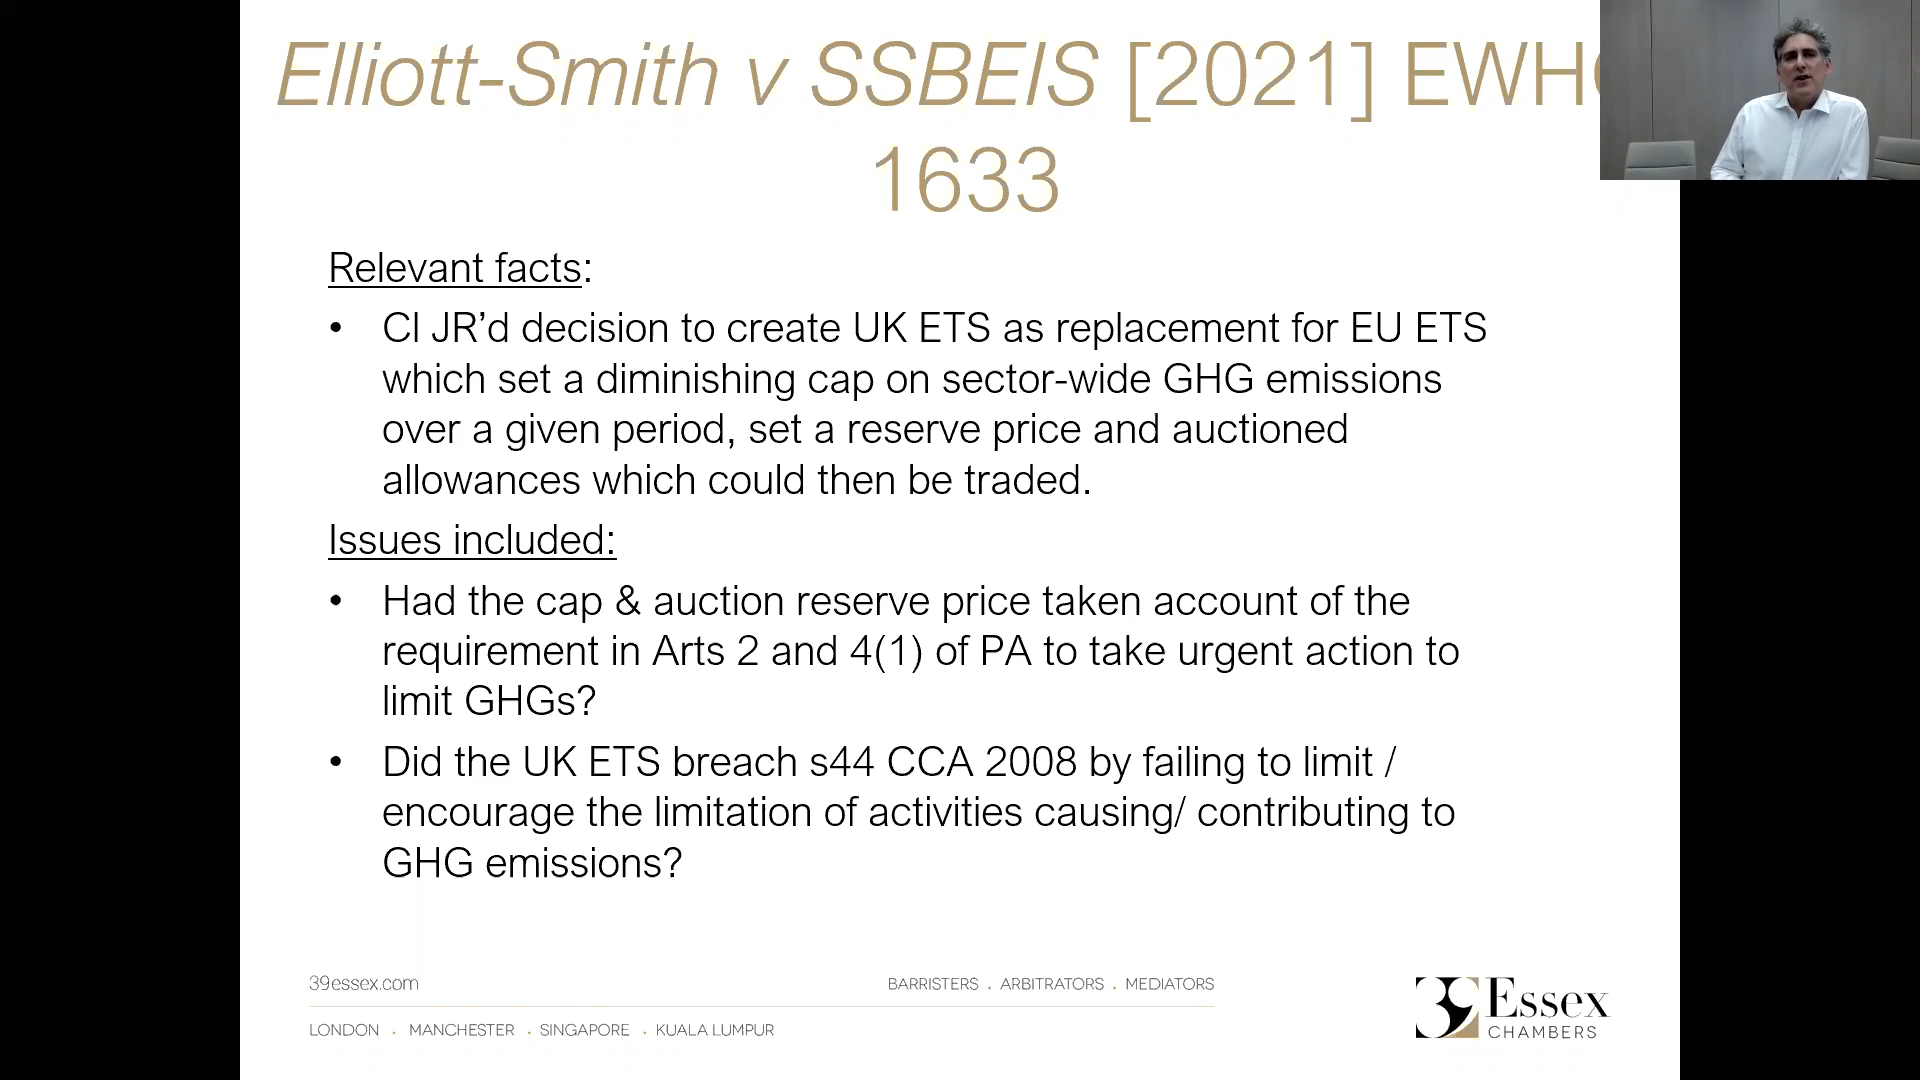 Elliott-Smith v SSBEIS [2021] EWHC
1633
Relevant facts:
• Cl JR’d decision to create UK ETS as replacement for EU ETS
which set a diminishing cap on sector-wide GHG emissions
over a given period, set a reserve price and auctioned
allowances which could then be traded.
Issues included:
• Had the cap & auction reserve price taken account of the
requirement in Arts 2 and 4(1) of PA to take urgent action to
limit GHGs?
• Did the UK ETS breach s44 CCA 2008 by failing to limit /
encourage the limitation of activities causing/ contributing to
GHG emissions?
39essex.com
BARRISTERS . ARBITRATORS . MEDIATORS
LONDON . MANCHESTER . SINGAPORE . KUALA LUMPUR
39 Essex
CHAMBERS